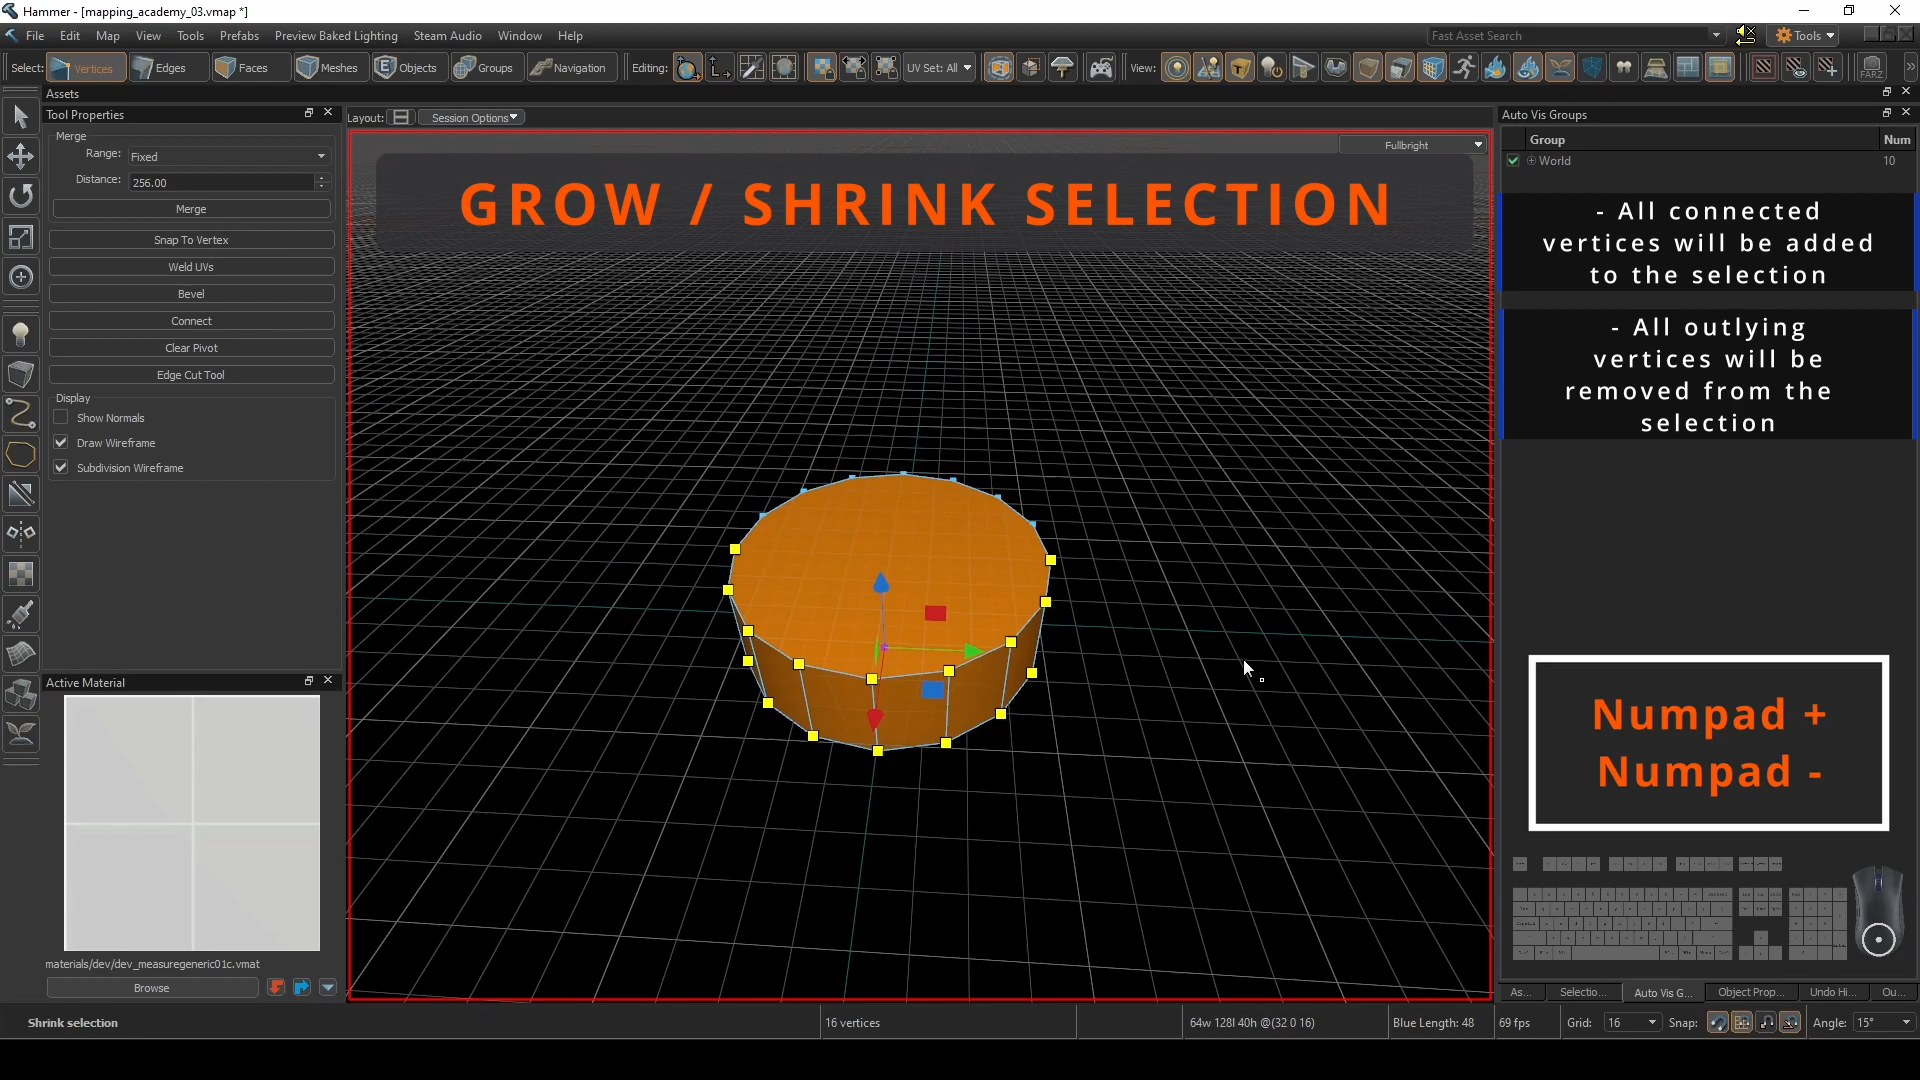 Hammer - [mapping_academy_03.vmap *]
File Edit Map View Tools Prefabs Preview Baked Lighting Steam Audio Window Help
Fast Asset Search
Tools
Select: Vertices Edges Faces Meshes Objects Groups Navigation Editing: UV Set: All View:
FARZ
Assets
Tool Properties
Merge
Range: Fixed
Distance: 256.00
Merge
Snap To Vertex
Weld UVs
Bevel
Connect
Clear Pivot
Edge Cut Tool
Display
Show Normals
Draw Wireframe
Subdivision Wireframe
Active Material
materials/dev/dev_measuregeneric01c.vmat
Browse
Layout: Session Options
Fullbright
GROW / SHRINK SELECTION
Auto Vis Groups
Group Num
World 10
- All connected
vertices will be added
to the selection
- All outlying
vertices will be
removed from the
selection
Numpad +
Numpad -
As... Selectio... Auto Vis G... Object Prop... Undo Hi... Ou...
Shrink selection 16 vertices 64w 128l 40h @(32 0 16) Blue Length: 48 69 fps Grid: 16 Snap: Angle: 15°